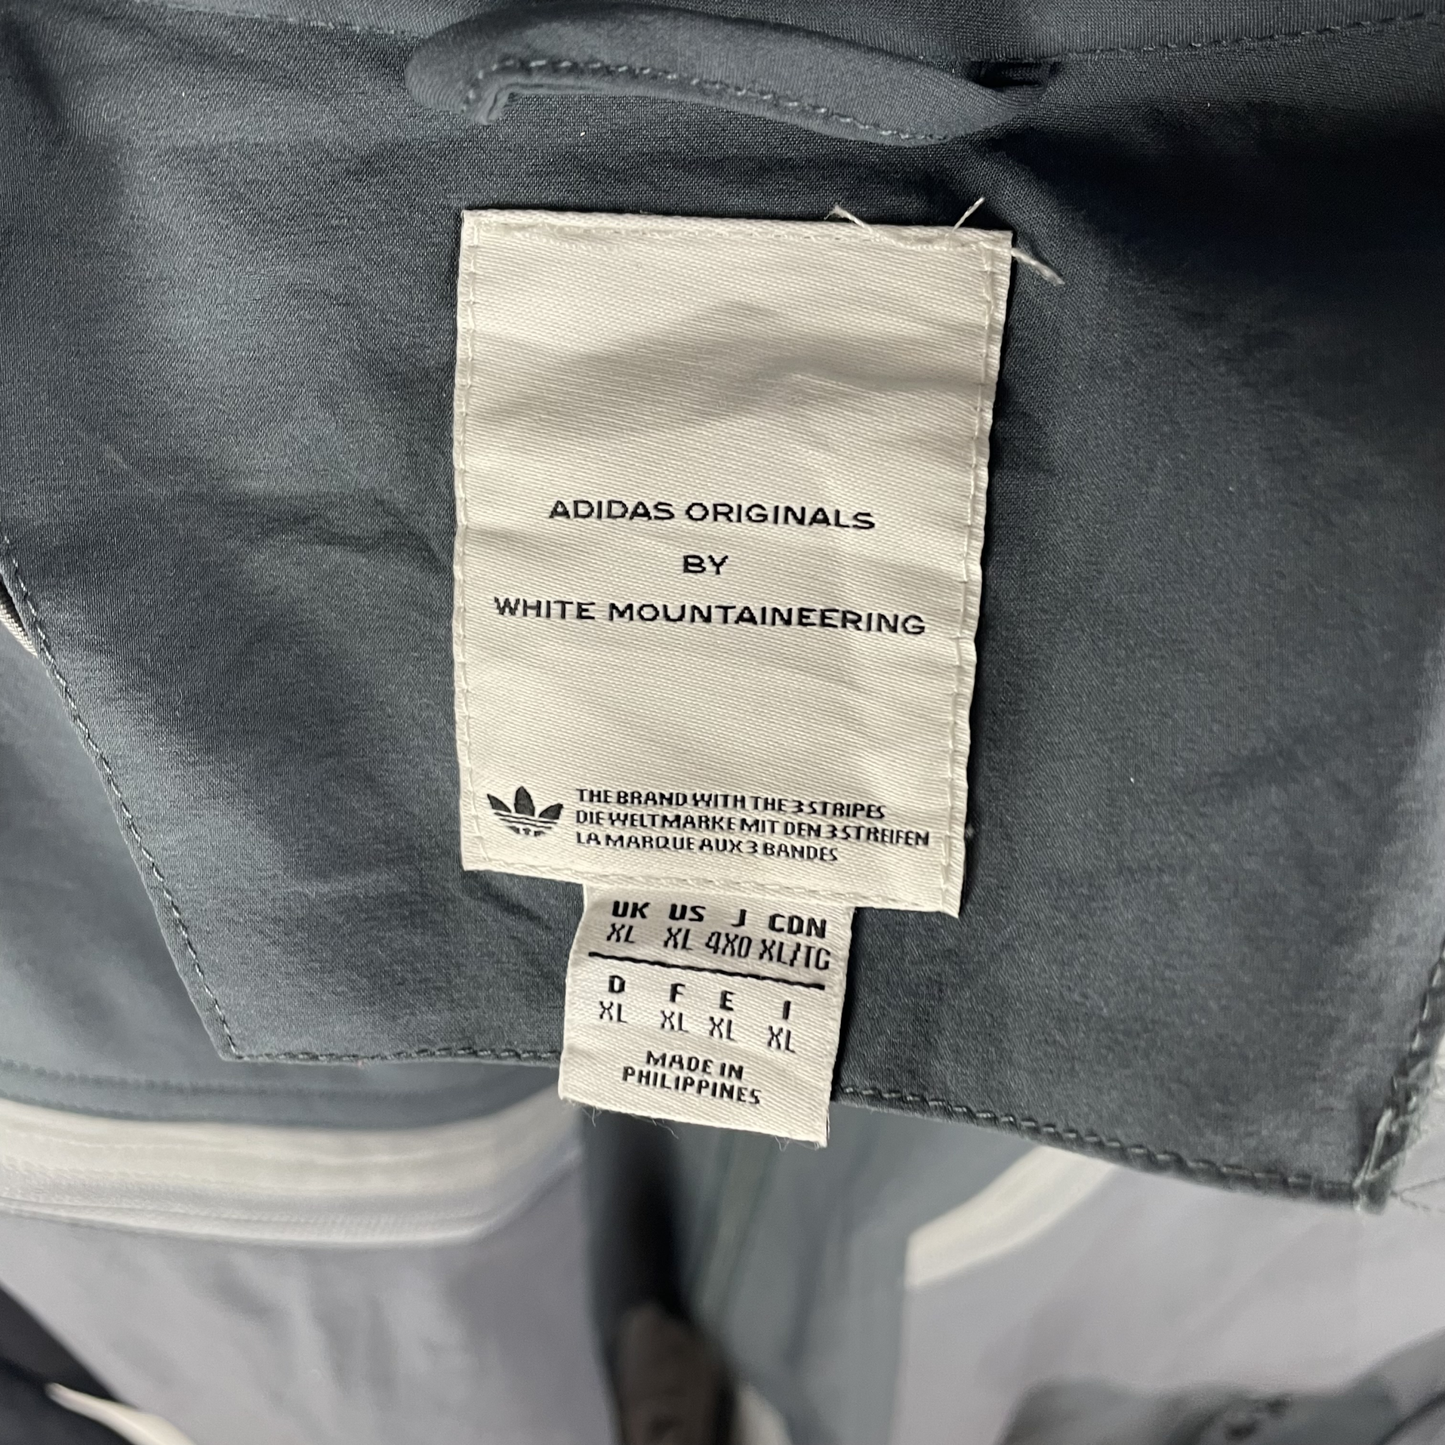 ADIDAS ORIGINALS
BY
WHITE MOUNTAINEERING
THE BRAND WITH THE 3 STRIPES
DIE WELTMARKE MIT DEN 3 STREIFEN
LA MARQUE AUX 3 BANDES
UK US J CDN
XL XL 4XO XL/TG
D F E I
XL XL XL XL
MADE IN
PHILIPPINES